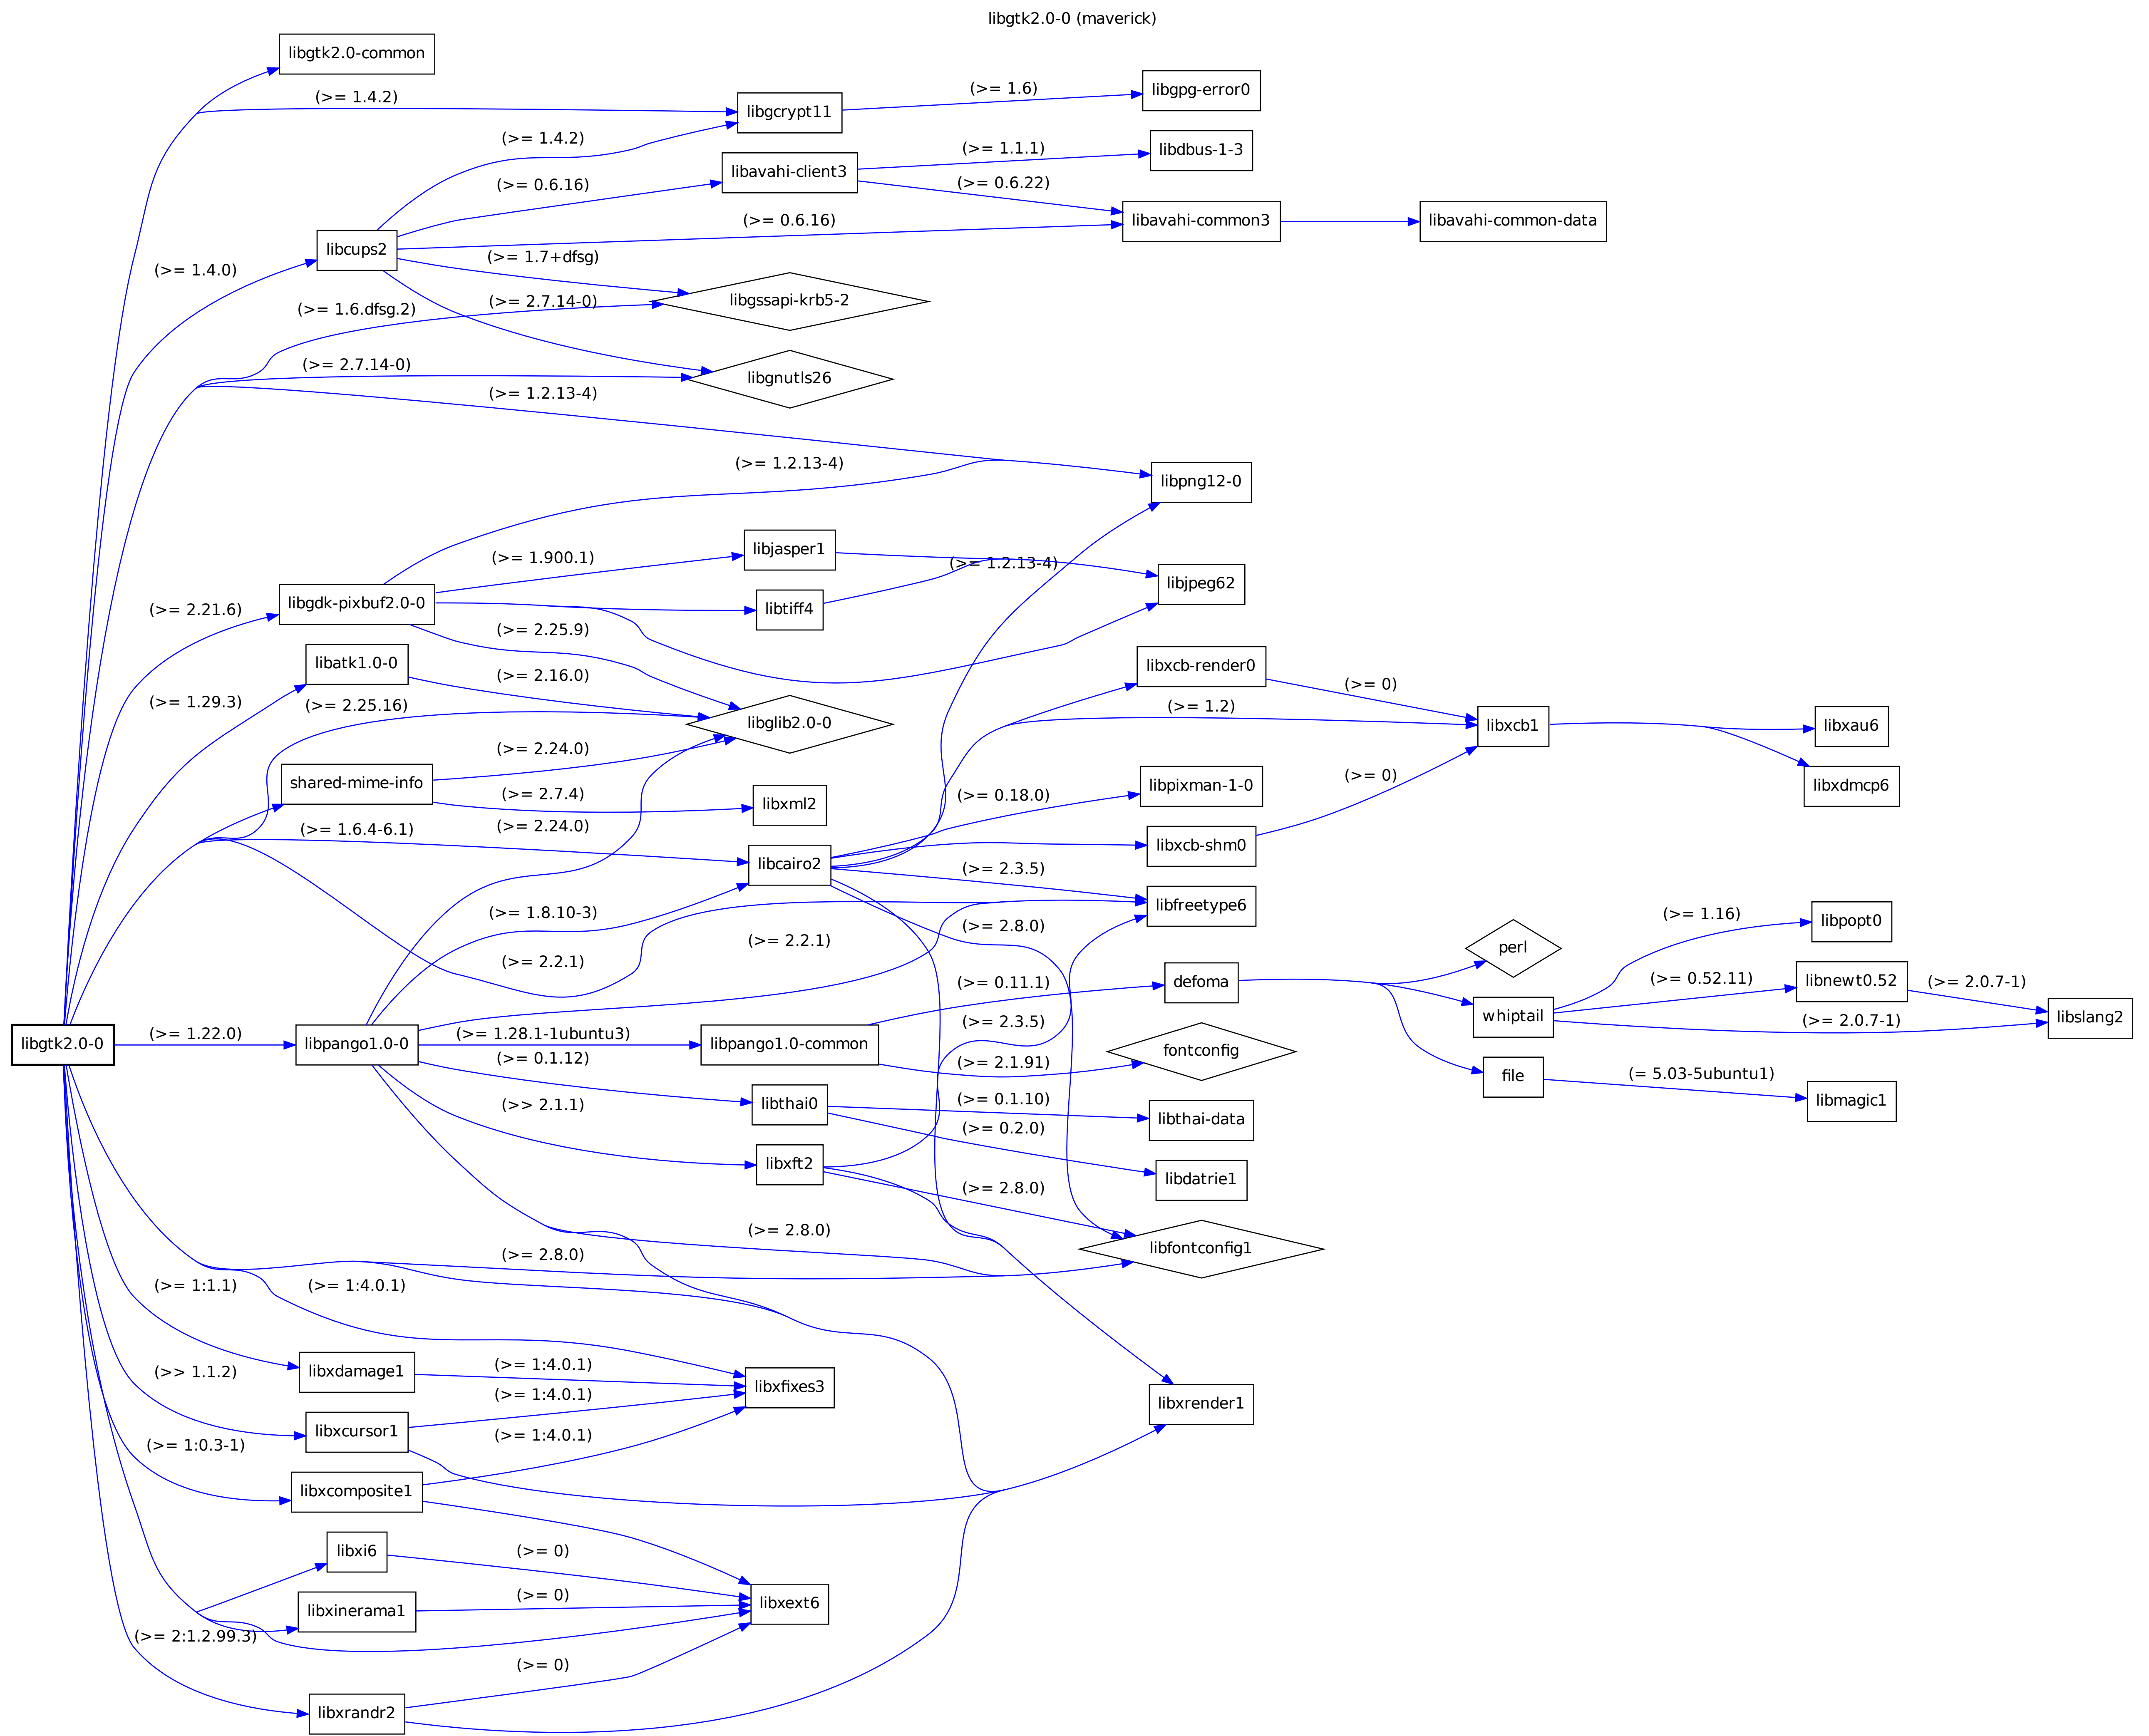 libgtk2.0-0 (maverick)
libgtk2.0-common
libgpg-error0
(>= 1.6)
(>= 1.4.2)
libgcrypt11
(>= 1.4.2)
(>= 1.1.1)
libdbus-1-3
libavahi-client3
(>= 0.6.16)
(>= 0.6.22)
(>= 0.6.16)
libavahi-common3
libavahi-common-data
libcups2
(>= 1.7+dfsg)
(>= 1.4.0)
libgssapi-krb5-2
(>= 2.7.14-0)
(>= 1.6.dfsg.2)
(>= 2.7.14-0)
libgnutls26
(>= 1.2.13-4)
(>= 1.2.13-4)
libpng12-0
libjasper1
(>= 1.900.1)
(>= 1.2.13-4)
libjpeg62
libgdk-pixbuf2.0-0
libtiff4
(>= 2.21.6)
(>= 2.25.9)
libatk1.0-0
libxcb-render0
(>= 2.16.0)
(>= 0)
(>= 1.29.3)
(>= 2.25.16)
(>= 1.2)
libglib2.0-0
libxcb1
libxau6
(>= 2.24.0)
(>= 0)
shared-mime-info
libpixman-1-0
libxdmcp6
(>= 2.7.4)
(>= 0.18.0)
libxml2
(>= 2.24.0)
(>= 1.6.4-6.1)
libxcb-shm0
libcairo2
(>= 2.3.5)
libfreetype6
(>= 1.8.10-3)
(>= 1.16)
libpopt0
(>= 2.8.0)
(>= 2.2.1)
perl
(>= 2.2.1)
(>= 0.11.1)
defoma
(>= 0.52.11)
libnewt0.52
(>= 2.0.7-1)
whiptail
(>= 2.0.7-1)
libslang2
(>= 2.3.5)
libgtk2.0-0
(>= 1.22.0)
libpango1.0-0
(>= 1.28.1-1ubuntu3)
libpango1.0-common
fontconfig
(>= 0.1.12)
(>= 2.1.91)
file
(= 5.03-5ubuntu1)
libmagic1
(>> 2.1.1)
libthai0
(>= 0.1.10)
libthai-data
(>= 0.2.0)
libxft2
libdatrie1
(>= 2.8.0)
(>= 2.8.0)
libfontconfig1
(>= 2.8.0)
(>= 1:1.1)
(>= 1:4.0.1)
libxdamage1
(>= 1:4.0.1)
(>> 1.1.2)
libxfixes3
(>= 1:4.0.1)
libxrender1
libxcursor1
(>= 1:4.0.1)
(>= 1:0.3-1)
libxcomposite1
libxi6
(>= 0)
(>= 0)
libxext6
libxinerama1
(>= 2:1.2.99.3)
(>= 0)
libxrandr2